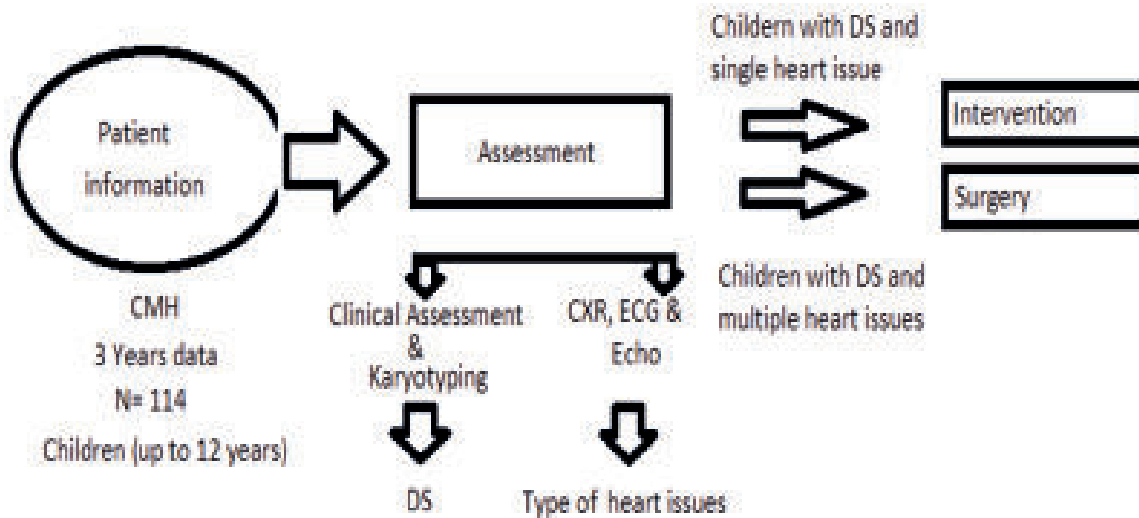 Patient
information
CMH
3 Years data
N= 114
Children (up to 12 years)
Assessment
Clinical Assessment
&
Karyotyping
DS
CXR, ECG &
Echo
Type of heart issues
Childern with DS and
single heart issue
Children with DS and
multiple heart issues
Intervention
Surgery